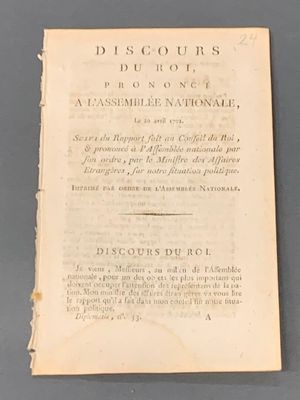 24
DISCOURS
DU ROI,
PRONONCÉ
A L'ASSEMBLÉE NATIONALE,
Le 20 avril
SUIVI du Rapport fait au Conseil du Roi,
& prononcé à l'Assemblée nationale par
son ordre, par le Ministre des Affaires
Etrangères, sur notre situation politique.
IMPRIMÉ PAR ORDRE DE L'ASSEMBLÉE NATIONALE.
DISCOURS DU ROI.
Je viens, Messieurs, au milieu de l'Assemblée
nationale, pour un des objets les plus important qui
doivent occuper l'attention des représentans de la na-
tion. Mon ministre des affaires étrangères va vous lire
le rapport qu'il a fait dans mon conseil sur notre situa-
tion politique.
Diplomatie, n°. 13. A